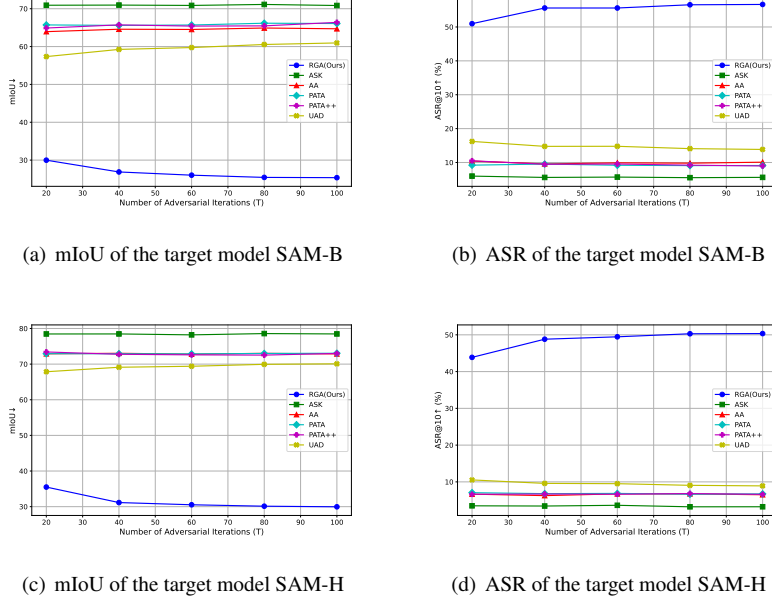 70
60
50
40
30
mIoU↓
20 30 40 50 60 70 80 90 100
Number of Adversarial Iterations (T)
RGA(Ours)
ASK
AA
PATA
PATA++
UAD
(a) mIoU of the target model SAM-B
50
40
30
20
10
ASR@10↑ (%)
20 30 40 50 60 70 80 90 100
Number of Adversarial Iterations (T)
RGA(Ours)
ASK
AA
PATA
PATA++
UAD
(b) ASR of the target model SAM-B
80
70
60
50
40
30
mIoU↓
20 30 40 50 60 70 80 90 100
Number of Adversarial Iterations (T)
RGA(Ours)
ASK
AA
PATA
PATA++
UAD
(c) mIoU of the target model SAM-H
50
40
30
20
10
ASR@10↑ (%)
20 30 40 50 60 70 80 90 100
Number of Adversarial Iterations (T)
RGA(Ours)
ASK
AA
PATA
PATA++
UAD
(d) ASR of the target model SAM-H